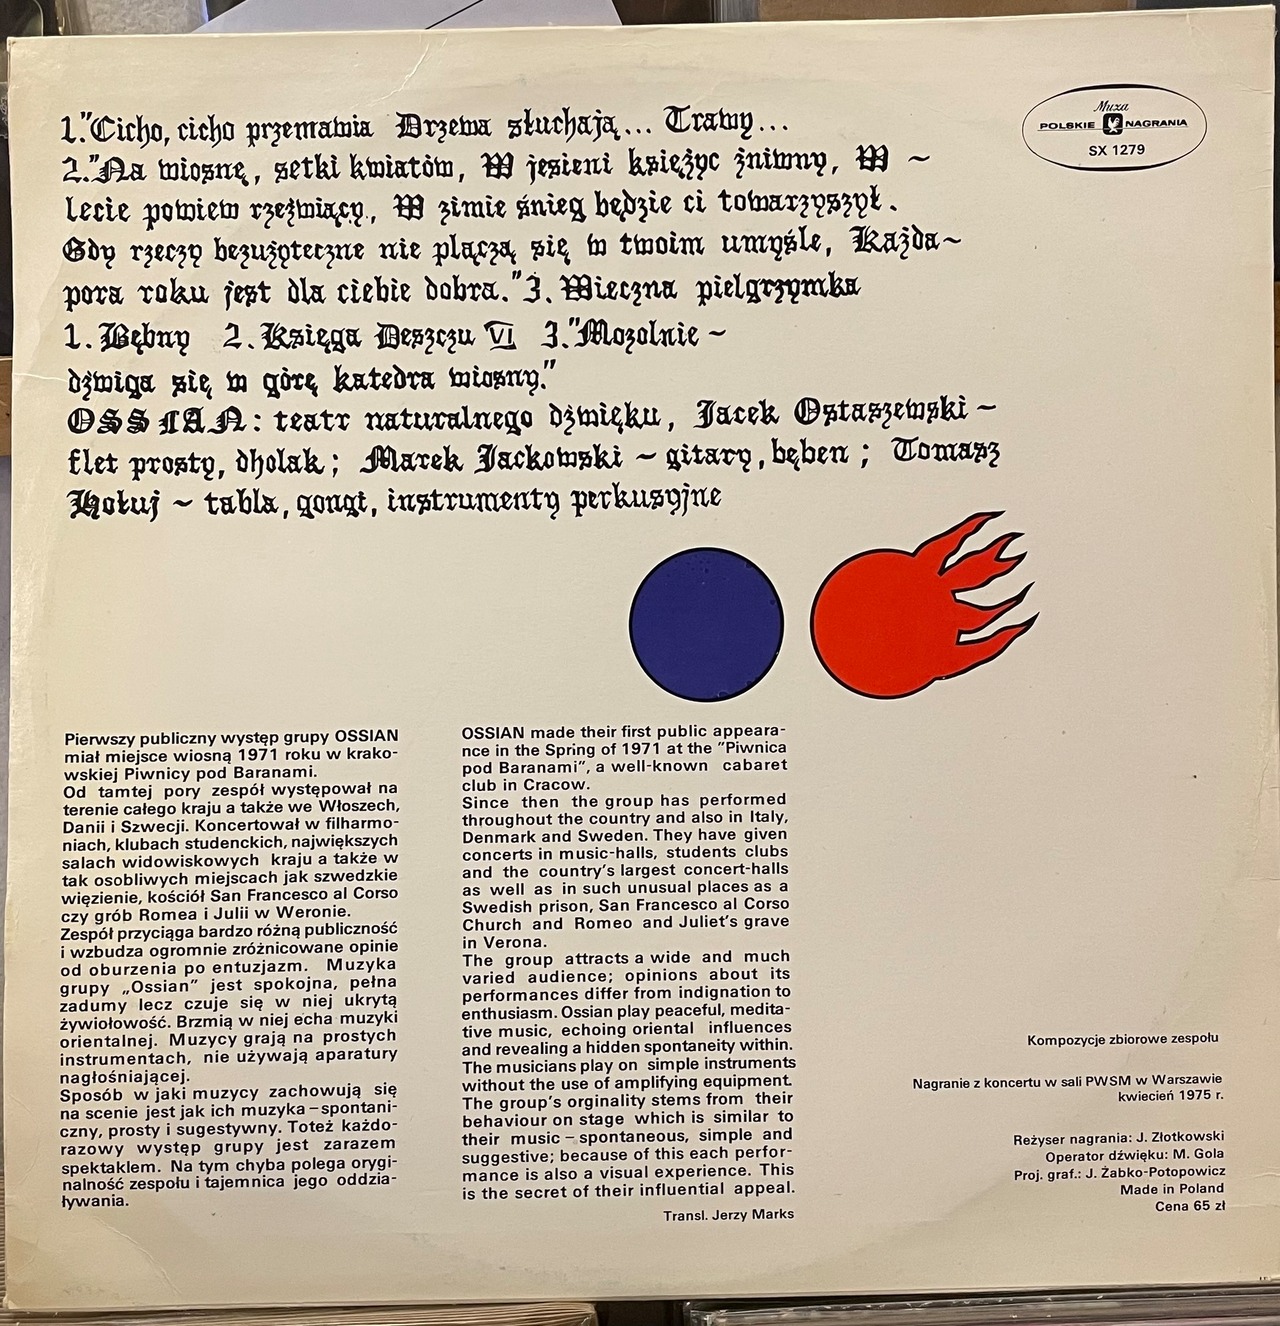 1."Cicho, cicho przemawia Drzewa słuchają... Trawy...
2."Na wiosnę, setki kwiatów, W jesieni księżyc żniwny, W ~
lecie powiew rzeźwiący, W zimie śnieg będzie ci towarzyszył.
Gdy rzeczy bezużyteczne nie plączą się w twoim umyśle, Każda~
pora roku jest dla ciebie dobra."3. Wieczna pielgrzymka
1. Bębny 2. Księga Deszczu VI 3."Mozolnie ~
dźwiga się w górę katedra wiosny."
OSSIAN: teatr naturalnego dźwięku, Jacek Ostaszewski ~
flet prosty, dholak; Marek Jackowski ~ gitary, bęben; Tomasz
Hołuj ~ tabla, gongi, instrumenty perkusyjne
Muza
POLSKIE NAGRANIA
SX 1279
Pierwszy publiczny występ grupy OSSIAN
miał miejsce wiosną 1971 roku w krako-
wskiej Piwnicy pod Baranami.
Od tamtej pory zespół występował na
terenie całego kraju a także we Włoszech,
Danii i Szwecji. Koncertował w filharmo-
niach, klubach studenckich, największych
salach widowiskowych kraju a także w
tak osobliwych miejscach jak szwedzkie
więzienie, kościół San Francesco al Corso
czy grób Romea i Julii w Weronie.
Zespół przyciąga bardzo różną publiczność
i wzbudza ogromnie zróżnicowane opinie
od oburzenia po entuzjazm. Muzyka
grupy „Ossian” jest spokojna, pełna
zadumy lecz czuje się w niej ukrytą
żywiołowość. Brzmią w niej echa muzyki
orientalnej. Muzycy grają na prostych
instrumentach, nie używają aparatury
nagłośniającej.
Sposób w jaki muzycy zachowują się
na scenie jest jak ich muzyka – spontani-
czny, prosty i sugestywny. Toteż każdo-
razowy występ grupy jest zarazem
spektaklem. Na tym chyba polega orygi-
nalność zespołu i tajemnica jego oddzia-
ływania.
OSSIAN made their first public appeara-
nce in the Spring of 1971 at the "Piwnica
pod Baranami", a well-known cabaret
club in Cracow.
Since then the group has performed
throughout the country and also in Italy,
Denmark and Sweden. They have given
concerts in music-halls, students clubs
and the country's largest concert-halls
as well as in such unusual places as a
Swedish prison, San Francesco al Corso
Church and Romeo and Juliet's grave
in Verona.
The group attracts a wide and much
varied audience; opinions about its
performances differ from indignation to
enthusiasm. Ossian play peaceful, medita-
tive music, echoing oriental influences
and revealing a hidden spontaneity within.
The musicians play on simple instruments
without the use of amplifying equipment.
The group's orginality stems from their
behaviour on stage which is similar to
their music – spontaneous, simple and
suggestive; because of this each perfor-
mance is also a visual experience. This
is the secret of their influential appeal.
Transl. Jerzy Marks
Kompozycje zbiorowe zespołu
Nagranie z koncertu w sali PWSM w Warszawie
kwiecień 1975 r.
Reżyser nagrania: J. Złotkowski
Operator dźwięku: M. Gola
Proj. graf.: J. Żabko-Potopowicz
Made in Poland
Cena 65 zł